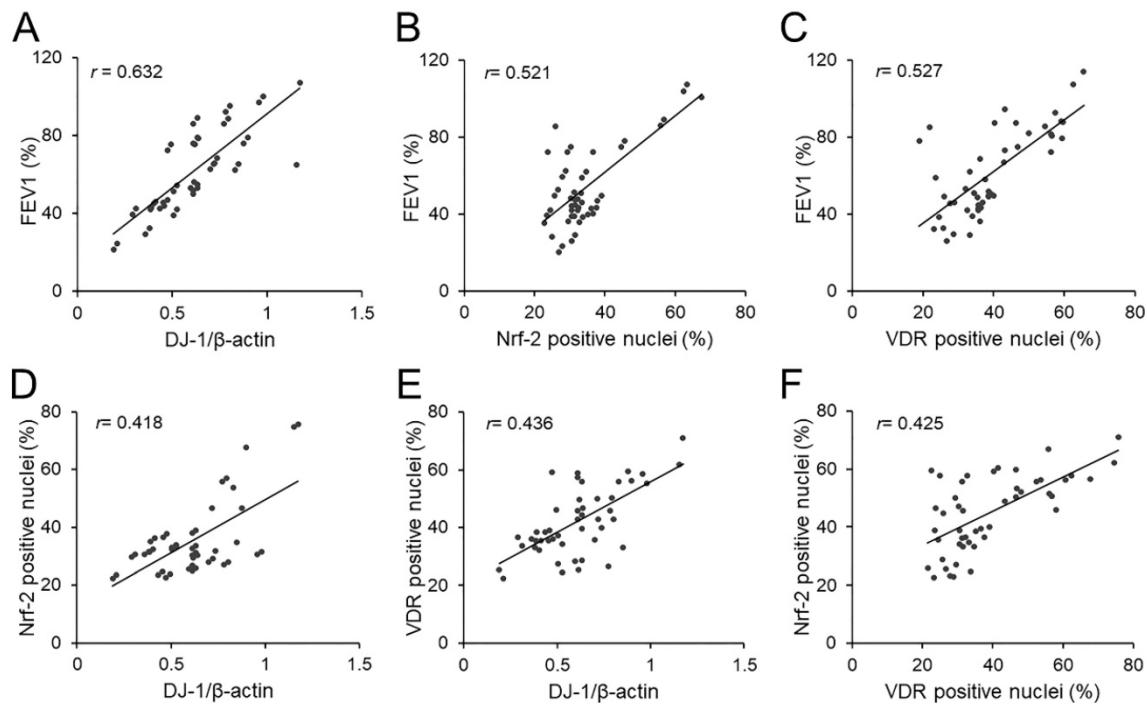 A
r = 0.632
FEV1 (%)
120
80
40
0
0
0.5
1
1.5
DJ-1/β-actin
B
r= 0.521
FEV1 (%)
120
80
40
0
0
20
40
60
80
Nrf-2 positive nuclei (%)
C
r= 0.527
FEV1 (%)
120
80
40
0
0
20
40
60
80
VDR positive nuclei (%)
D
r= 0.418
Nrf-2 positive nuclei (%)
80
60
40
20
0
0
0.5
1
1.5
DJ-1/β-actin
E
r= 0.436
VDR positive nuclei (%)
80
60
40
20
0
0
0.5
1
1.5
DJ-1/β-actin
F
r= 0.425
Nrf-2 positive nuclei (%)
80
60
40
20
0
0
20
40
60
80
VDR positive nuclei (%)